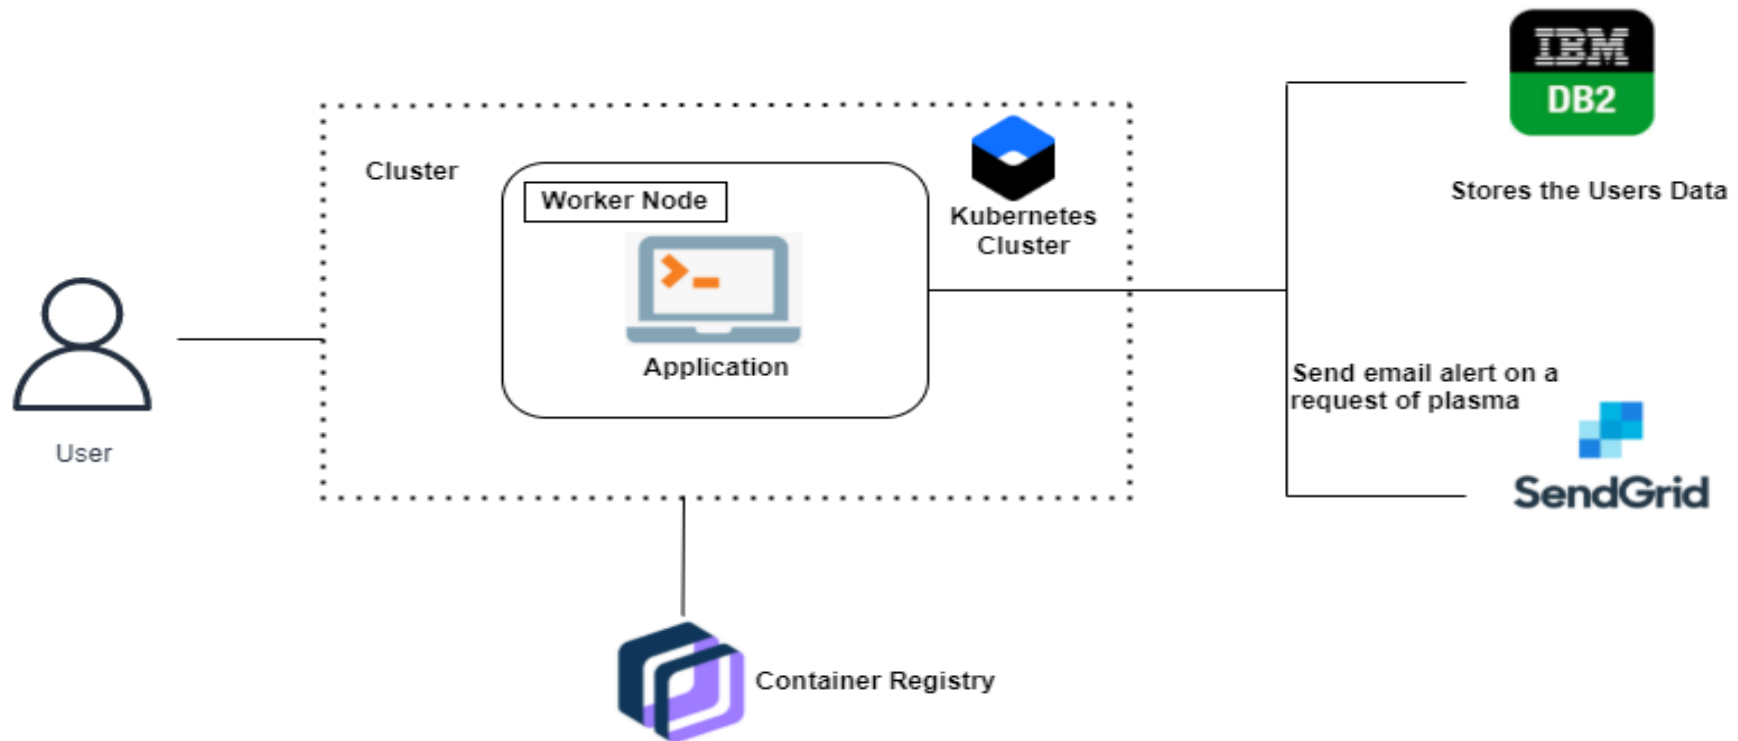 IBM
DB2
Stores the Users Data
Cluster
Worker Node
Application
Kubernetes
Cluster
User
Send email alert on a
request of plasma
SendGrid
Container Registry